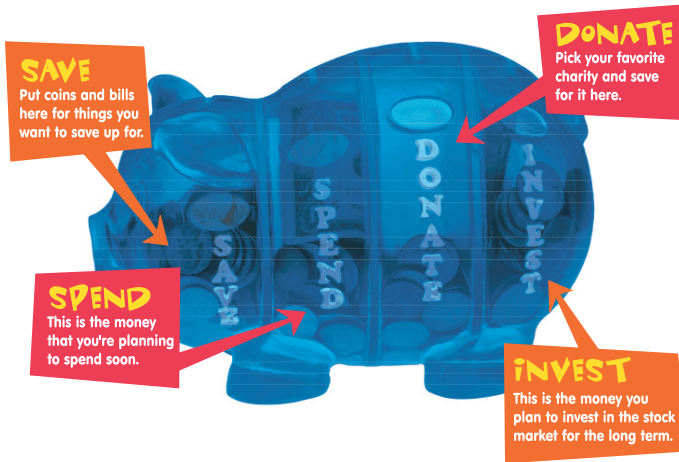 SAVE
Put coins and bills
here for things you
want to save up for.
DONATE
Pick your favorite
charity and save
for it here.
SAVE
SPEND
DONATE
INVEST
SPEND
This is the money
that you're planning
to spend soon.
iNVEST
This is the money you
plan to invest in the stock
market for the long term.